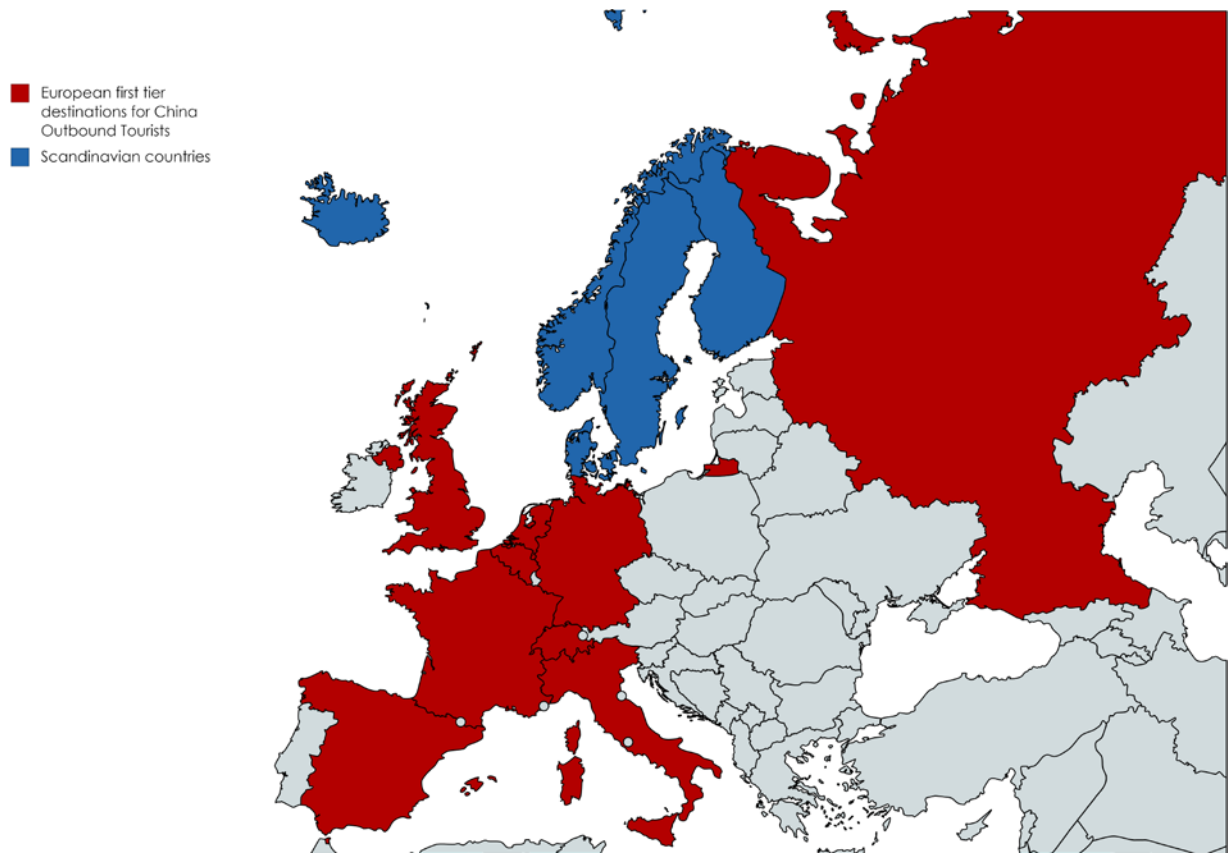 European first tier
destinations for China
Outbound Tourists
Scandinavian countries